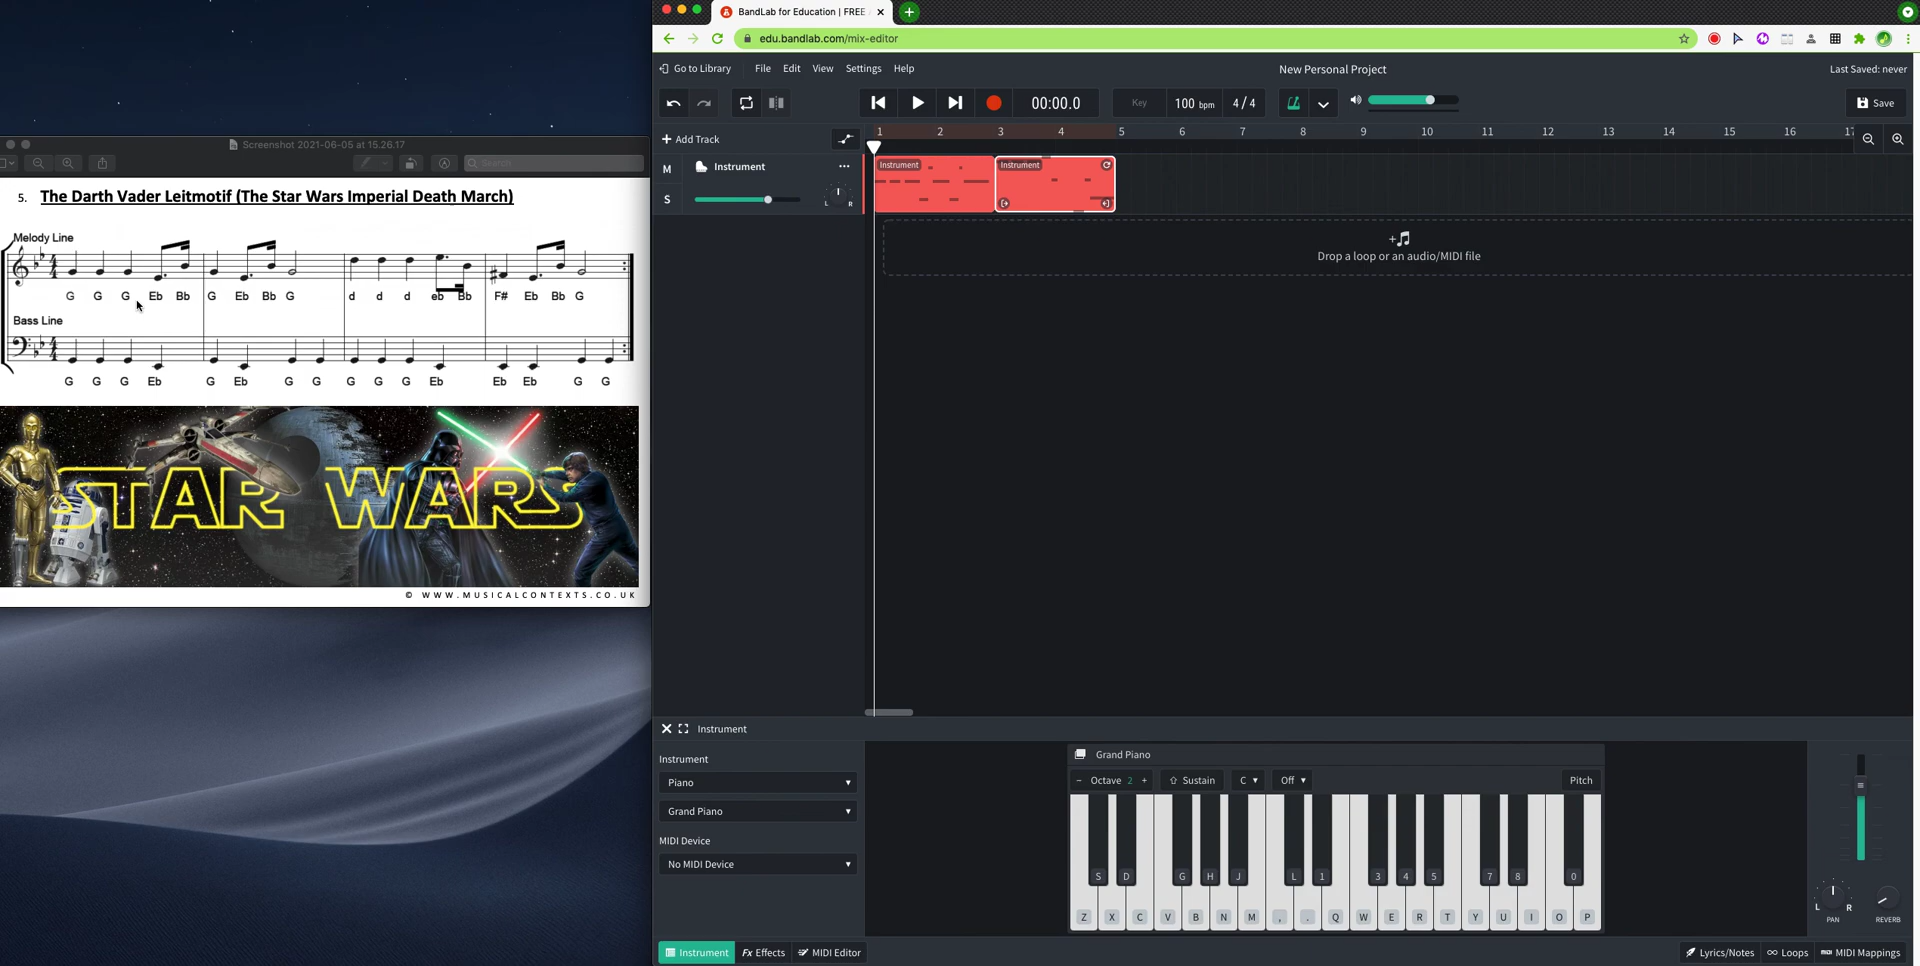 Screenshot 2021-06-05 at 15.26.17
Search
5. The Darth Vader Leitmotif (The Star Wars Imperial Death March)
Melody Line
G G G Eb Bb G Eb Bb G d d d eb Bb F# Eb Bb G
Bass Line
G G G Eb G Eb G G G G G Eb Eb Eb G G
STAR WARS
© WWW.MUSICALCONTEXTS.CO.UK
BandLab for Education | FREE
edu.bandlab.com/mix-editor
Go to Library File Edit View Settings Help
New Personal Project
Last Saved: never
00:00.0
Key
100 bpm
4 / 4
Save
+ Add Track
1 2 3 4 5 6 7 8 9 10 11 12 13 14 15 16 17
M Instrument ...
S L R
Instrument
Instrument
Drop a loop or an audio/MIDI file
Instrument
Instrument
Piano
Grand Piano
MIDI Device
No MIDI Device
Grand Piano
− Octave 2 + Sustain C Off Pitch
S D G H J L 1 3 4 5 7 8 0
Z X C V B N M , . Q W E R T Y U I O P
L R
PAN REVERB
Instrument Fx Effects MIDI Editor
Lyrics/Notes Loops MIDI Mappings